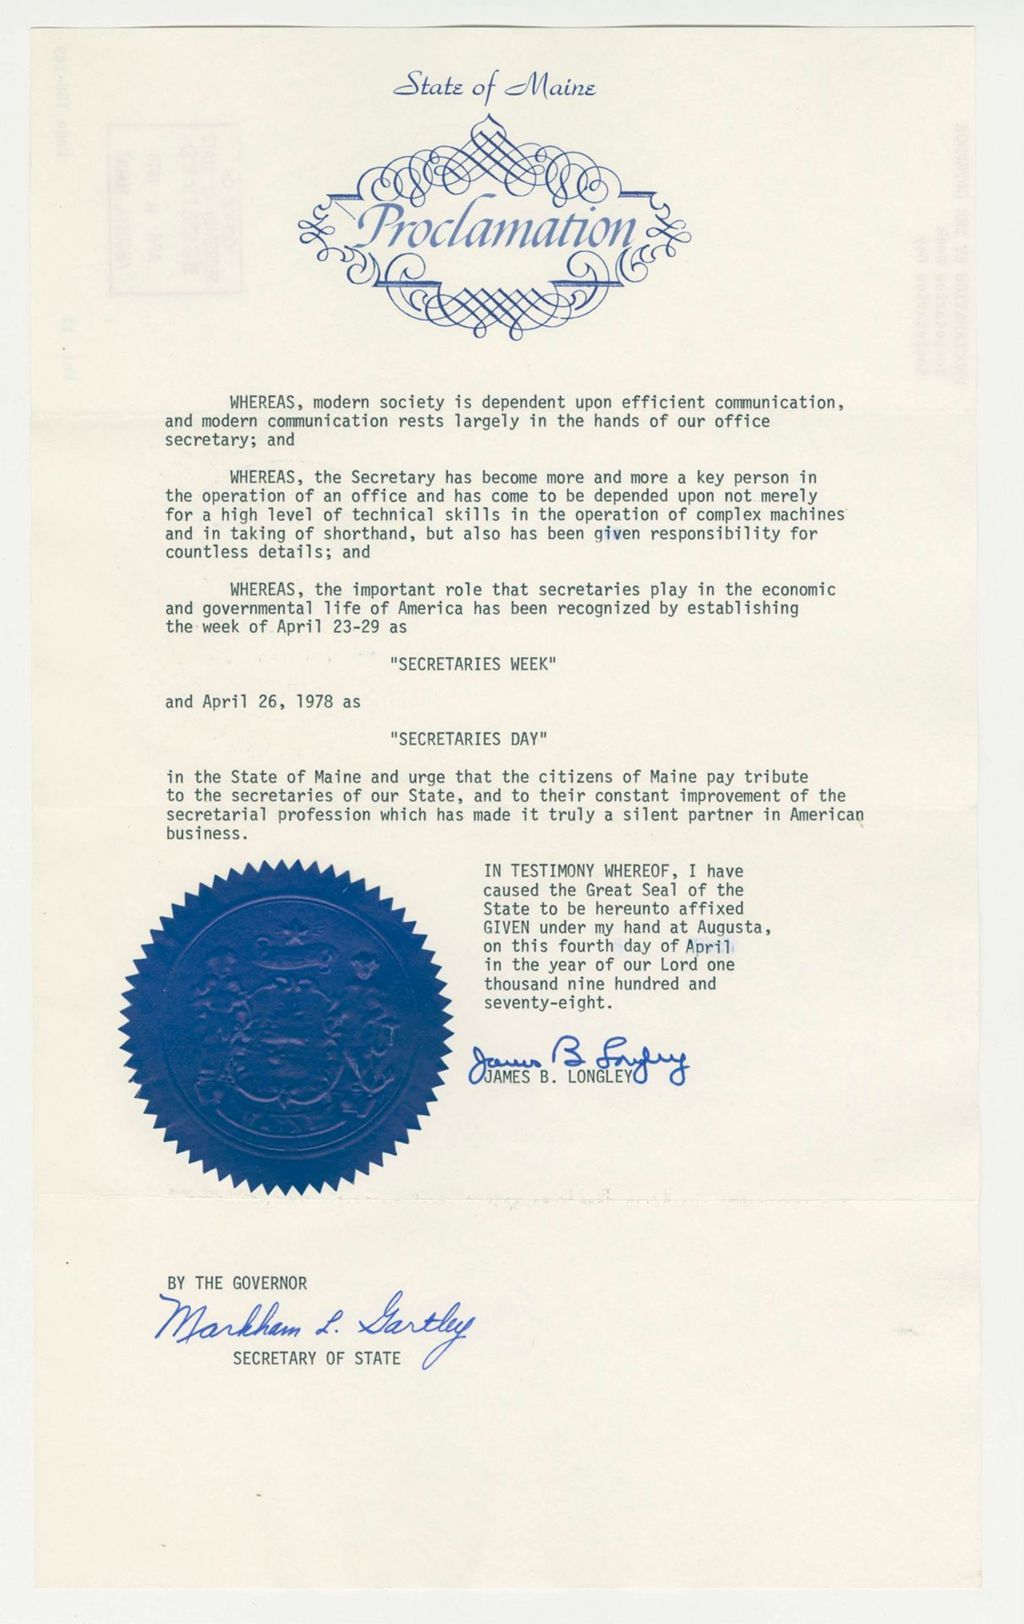 State of Maine
Proclamation
WHEREAS, modern society is dependent upon efficient communication,
and modern communication rests largely in the hands of our office
secretary; and
WHEREAS, the Secretary has become more and more a key person in
the operation of an office and has come to be depended upon not merely
for a high level of technical skills in the operation of complex machines
and in taking of shorthand, but also has been given responsibility for
countless details; and
WHEREAS, the important role that secretaries play in the economic
and governmental life of America has been recognized by establishing
the week of April 23-29 as
"SECRETARIES WEEK"
and April 26, 1978 as
"SECRETARIES DAY"
in the State of Maine and urge that the citizens of Maine pay tribute
to the secretaries of our State, and to their constant improvement of the
secretarial profession which has made it truly a silent partner in American
business.
IN TESTIMONY WHEREOF, I have
caused the Great Seal of the
State to be hereunto affixed
GIVEN under my hand at Augusta,
on this fourth day of April
in the year of our Lord one
thousand nine hundred and
seventy-eight.
James B Longley
JAMES B. LONGLEY
BY THE GOVERNOR
Markham L. Gartley
SECRETARY OF STATE